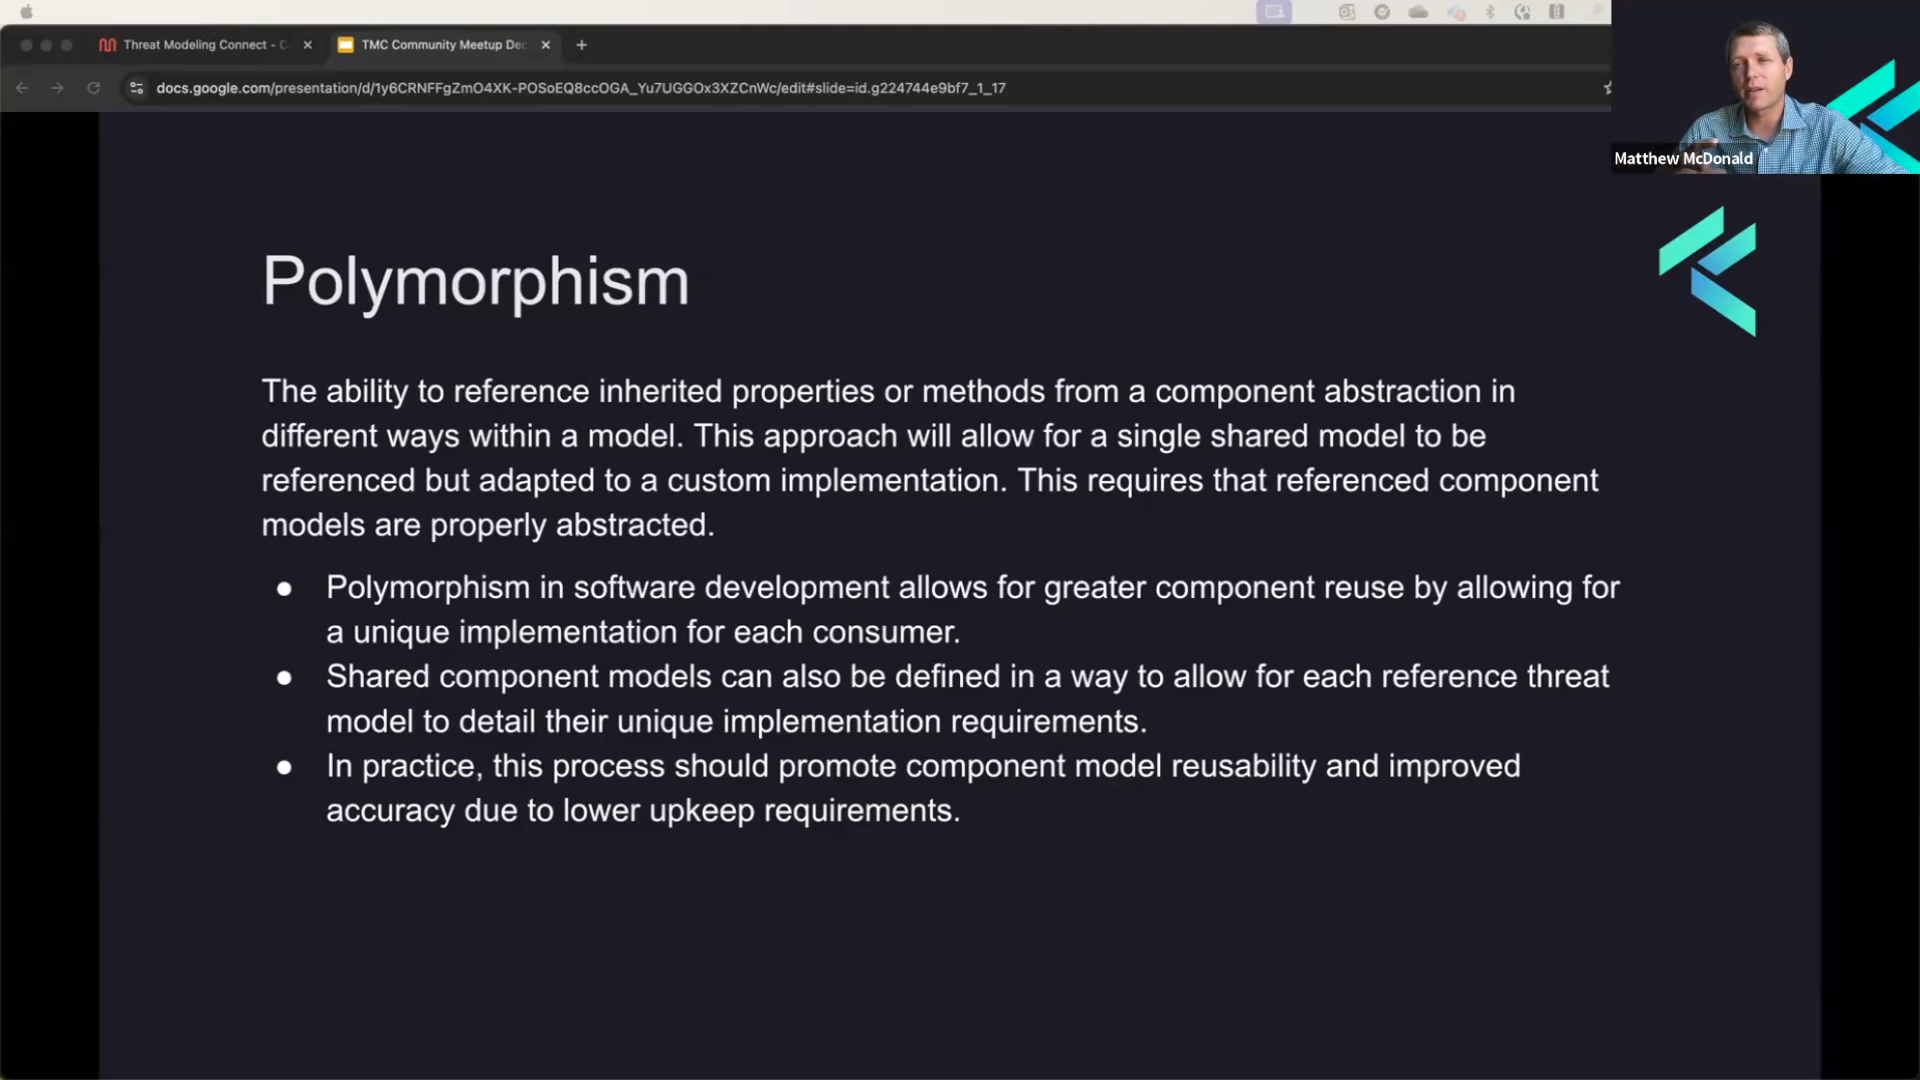 Threat Modeling Connect - C
TMC Community Meetup Dec
docs.google.com/presentation/d/1y6CRNFFgZmO4XK-POSoEQ8ccOGA_Yu7UGGOx3XZCnWc/edit#slide=id.g224744e9bf7_1_17
Matthew McDonald
Polymorphism
The ability to reference inherited properties or methods from a component abstraction in
different ways within a model. This approach will allow for a single shared model to be
referenced but adapted to a custom implementation. This requires that referenced component
models are properly abstracted.
● Polymorphism in software development allows for greater component reuse by allowing for
a unique implementation for each consumer.
● Shared component models can also be defined in a way to allow for each reference threat
model to detail their unique implementation requirements.
● In practice, this process should promote component model reusability and improved
accuracy due to lower upkeep requirements.